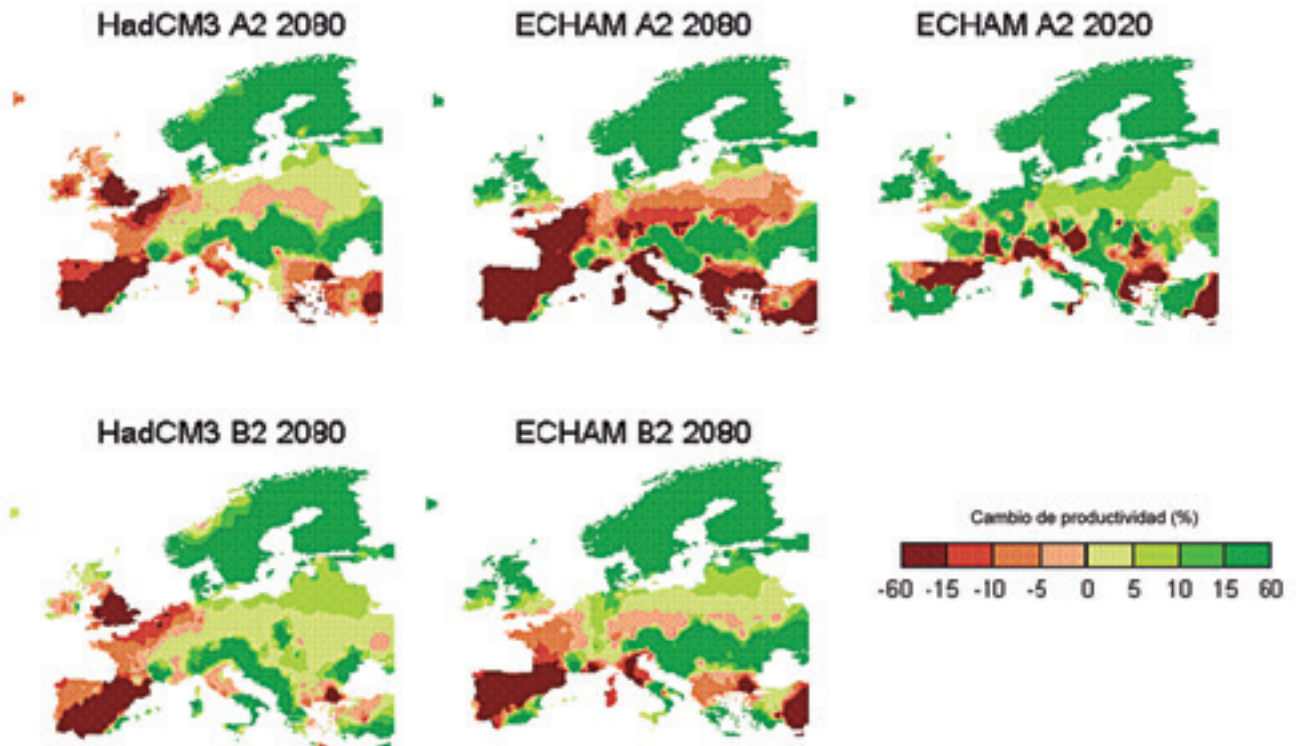 HadCM3 A2 2080
ECHAM A2 2080
ECHAM A2 2020
HadCM3 B2 2080
ECHAM B2 2080
Cambio de productividad (%)
-60 -15 -10 -5 0 5 10 15 60